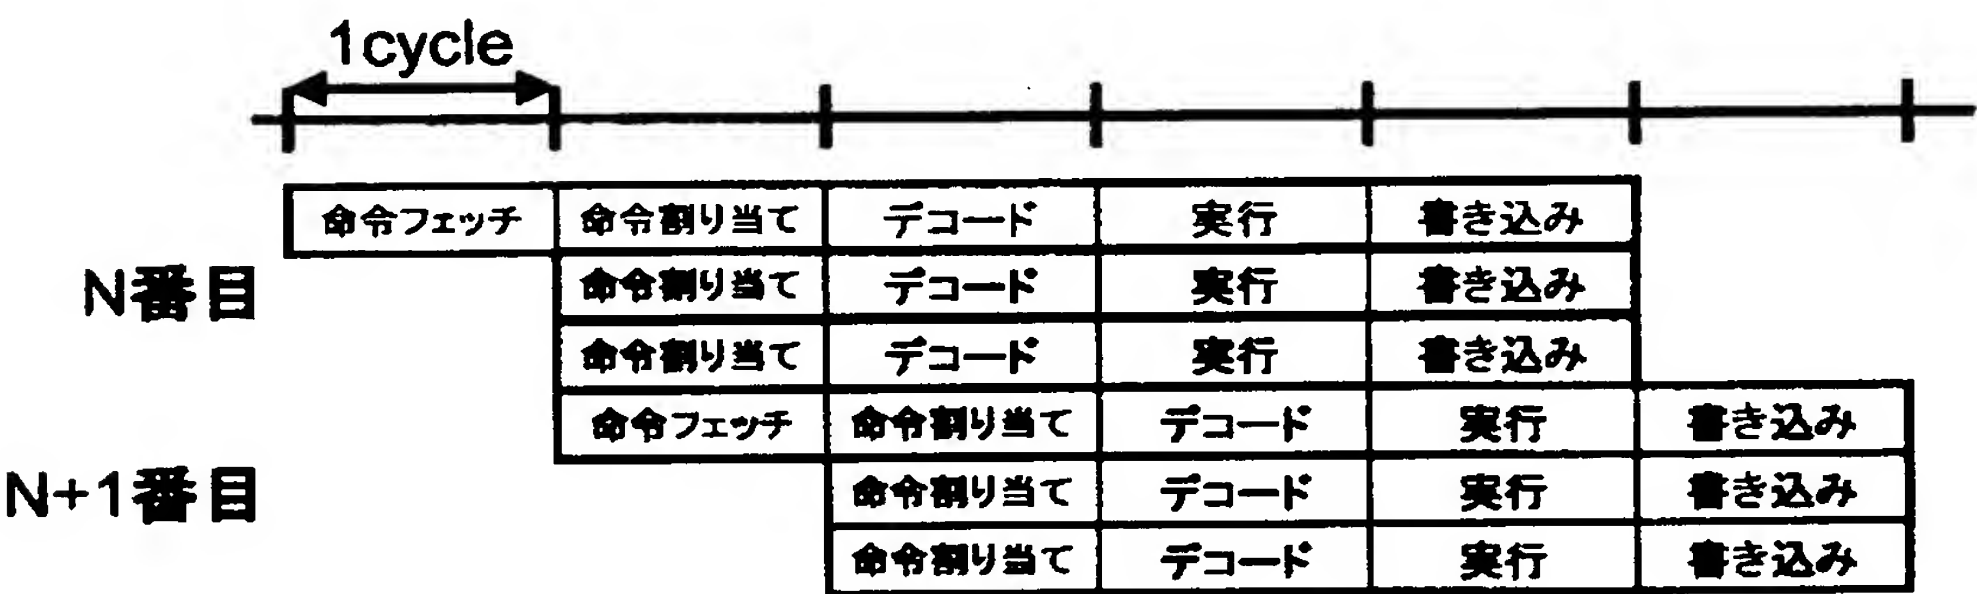 1cycle
命令フェッチ 命令割り当て デコード 実行 書き込み
N番目 命令割り当て デコード 実行 書き込み
命令割り当て デコード 実行 書き込み
命令フェッチ 命令割り当て デコード 実行 書き込み
N+1番目 命令割り当て デコード 実行 書き込み
命令割り当て デコード 実行 書き込み